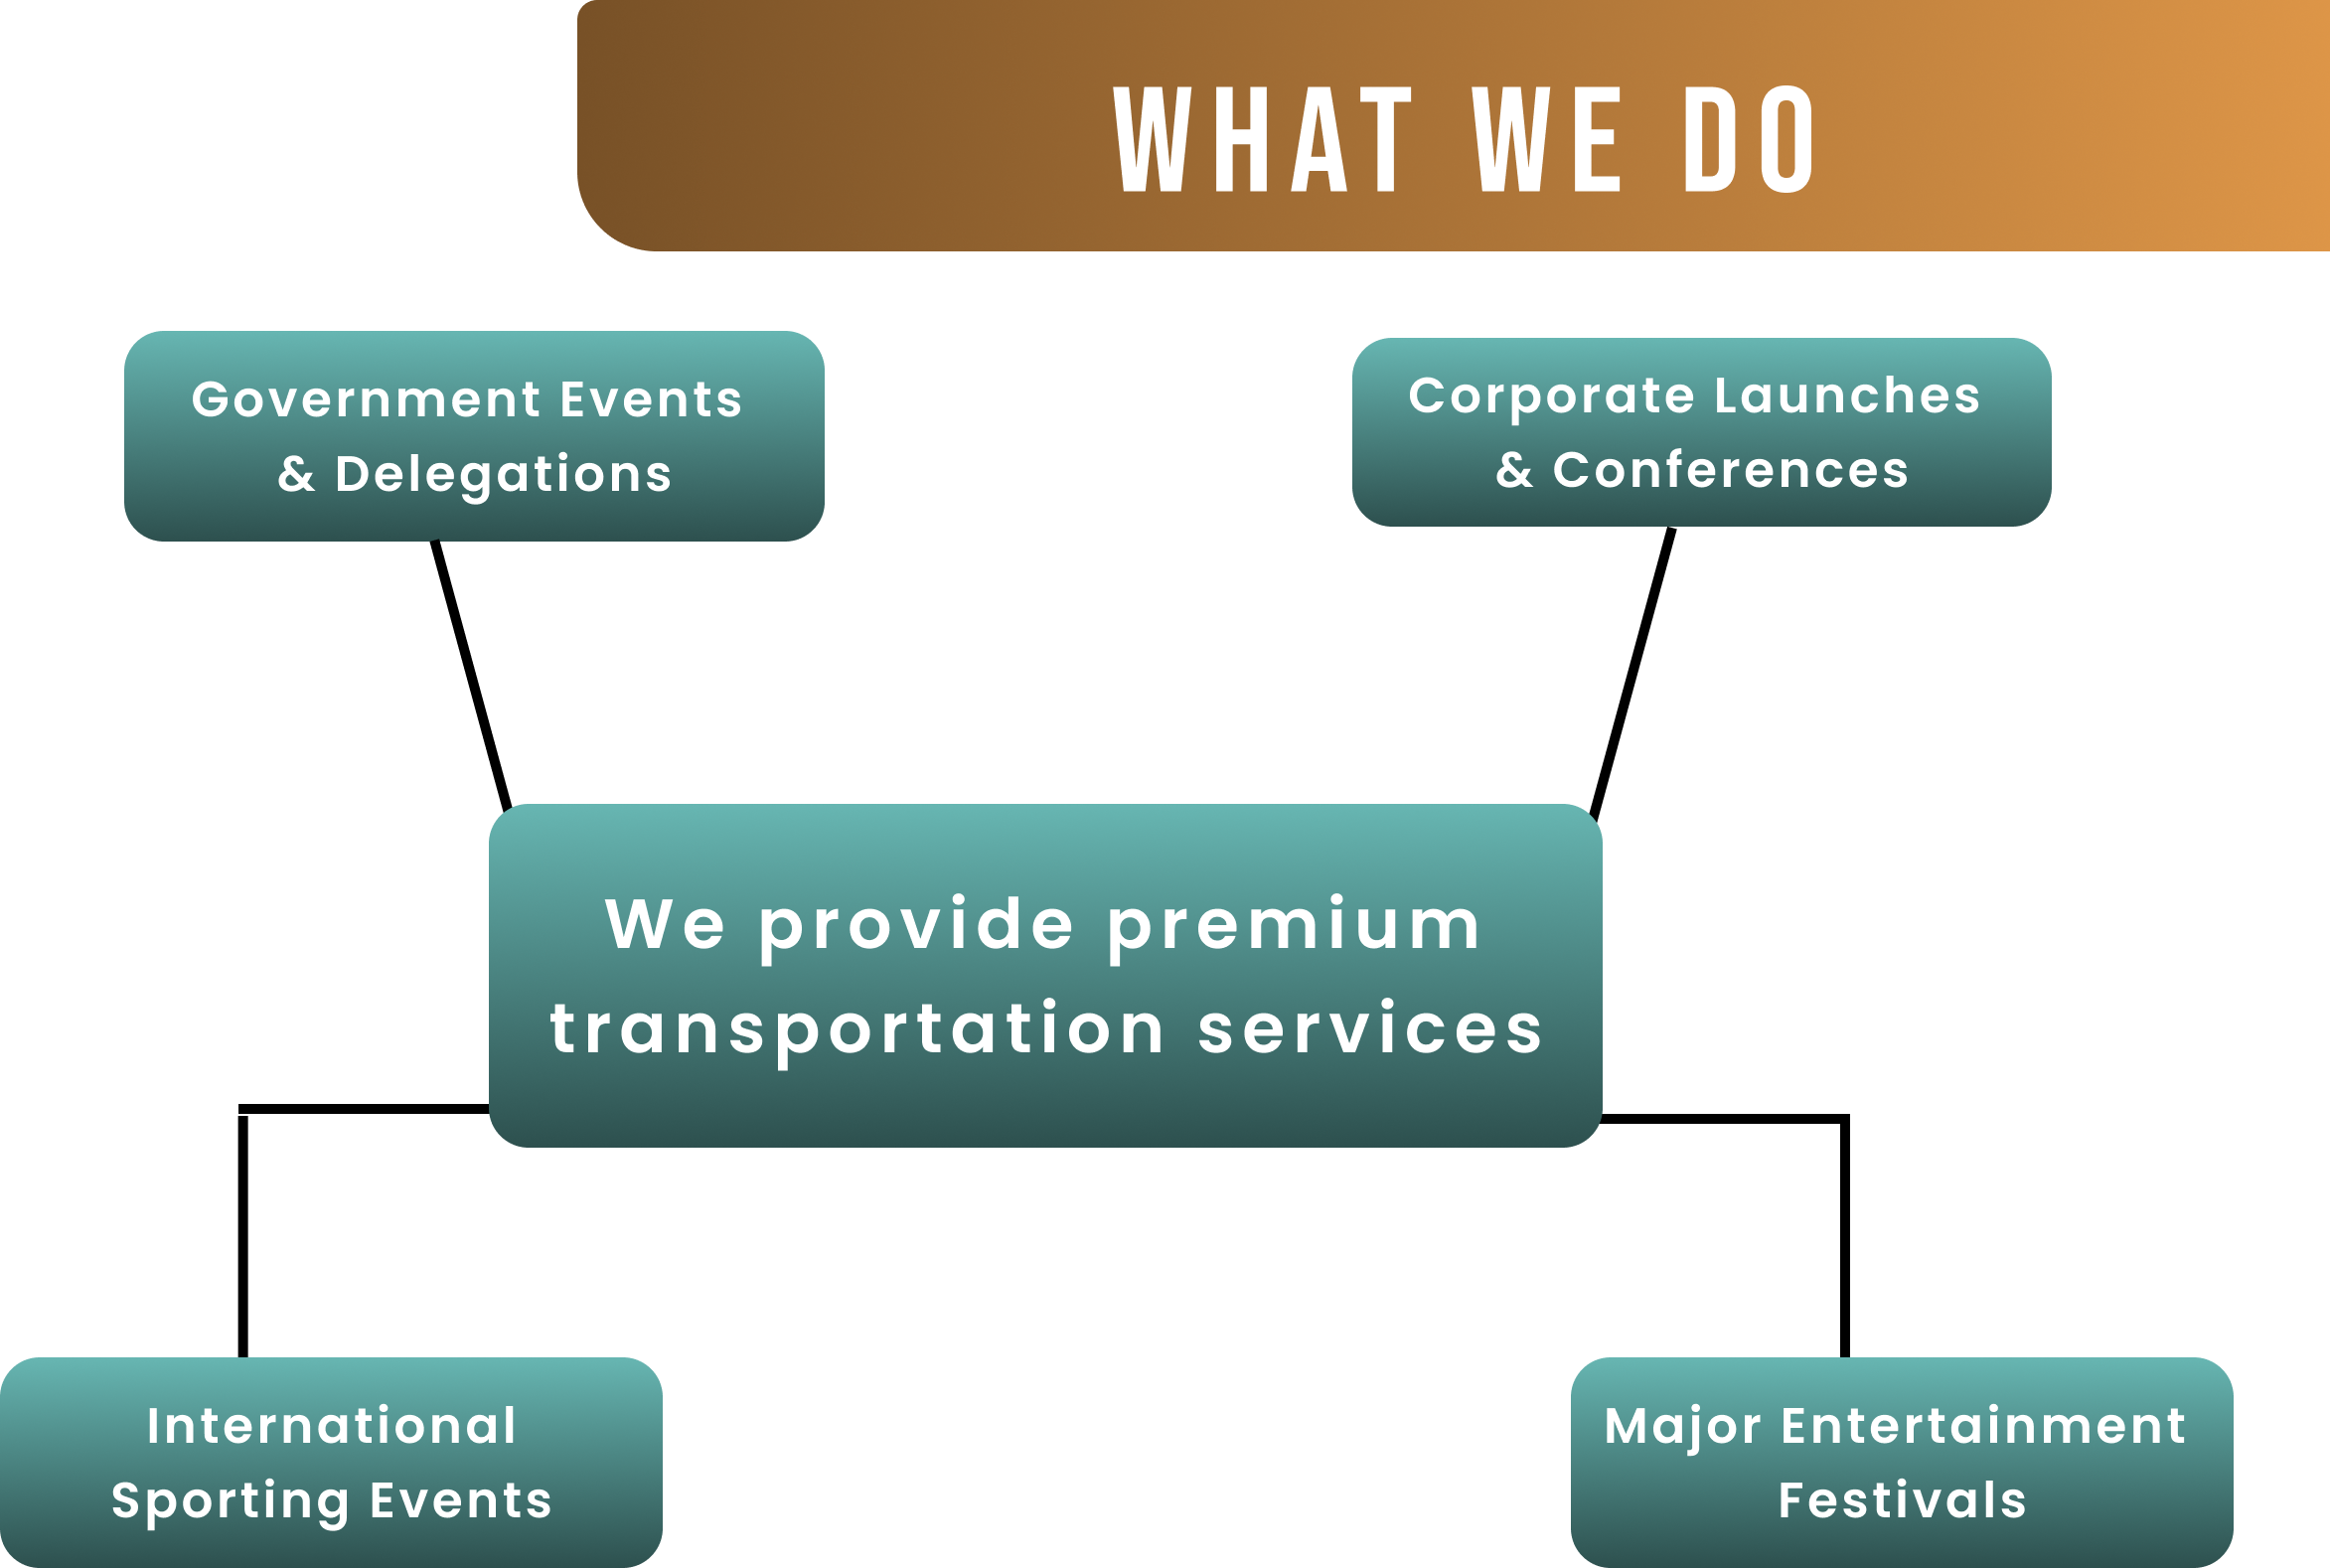 WHAT WE DO
Government Events
& Delegations
Corporate Launches
& Conferences
We provide premium
transportation services
International
Sporting Events
Major Entertainment
Festivals